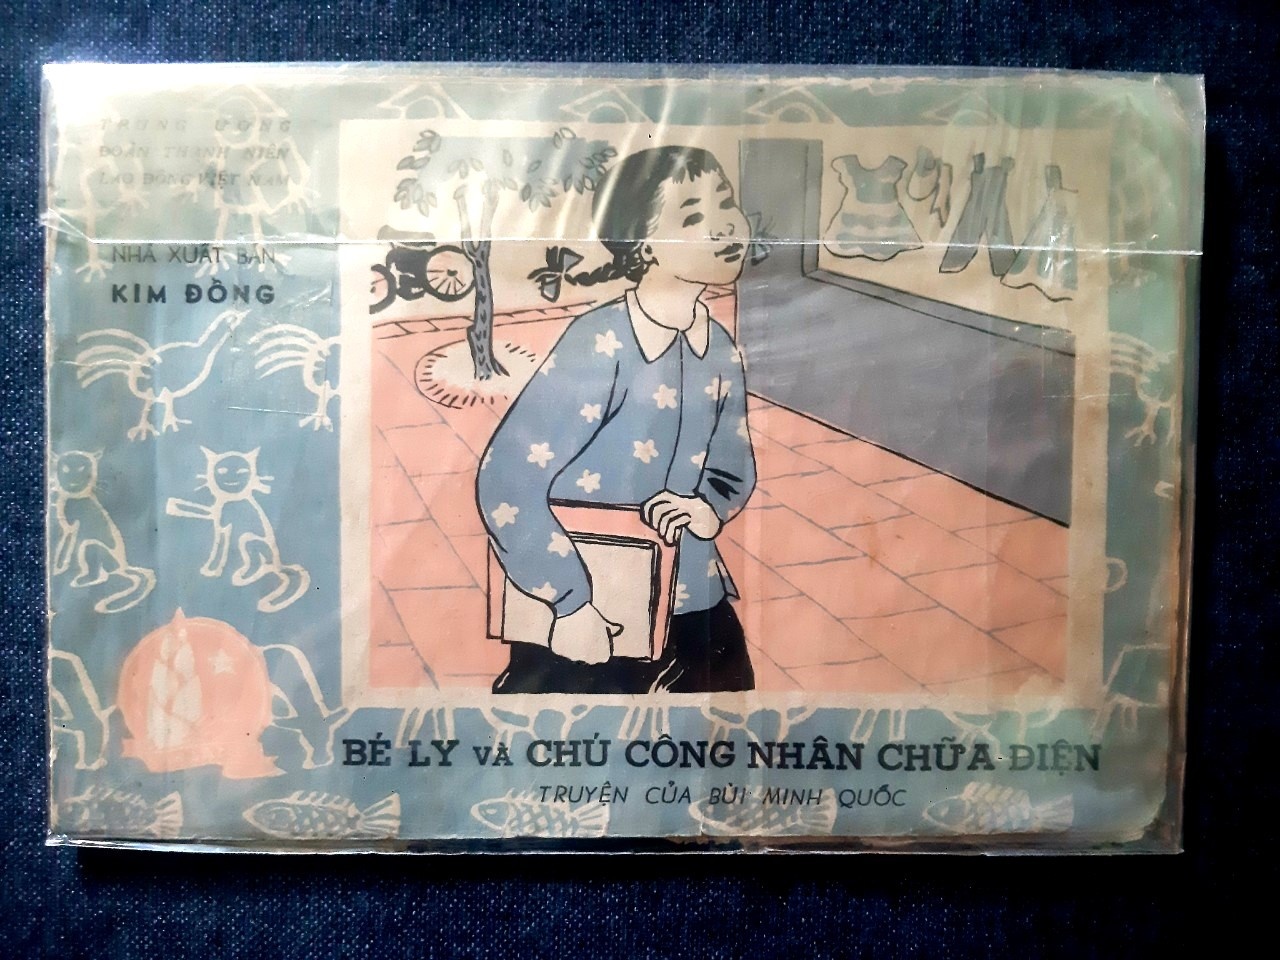 TRUNG ƯƠNG
ĐOÀN THANH NIÊN
LAO ĐỘNG VIỆT NAM
NHÀ XUẤT BẢN
KIM ĐỒNG
BÉ LY VÀ CHÚ CÔNG NHÂN CHỮA ĐIỆN
TRUYỆN CỦA BÙI MINH QUỐC